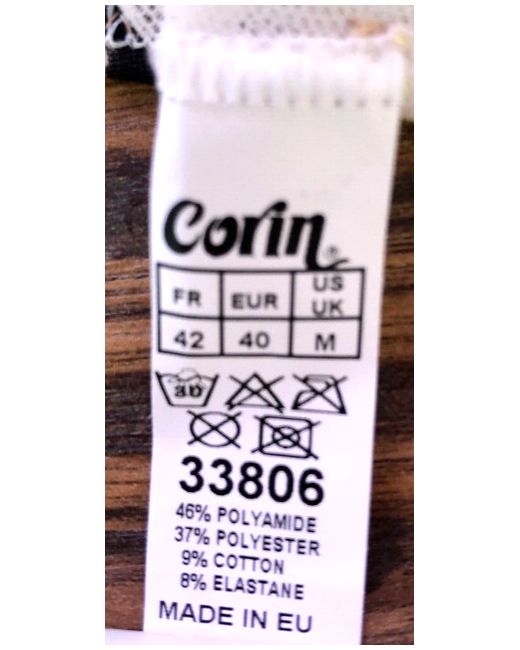 Corin®
FR EUR US UK
42 40 M
30
33806
46% POLYAMIDE
37% POLYESTER
9% COTTON
8% ELASTANE
MADE IN EU